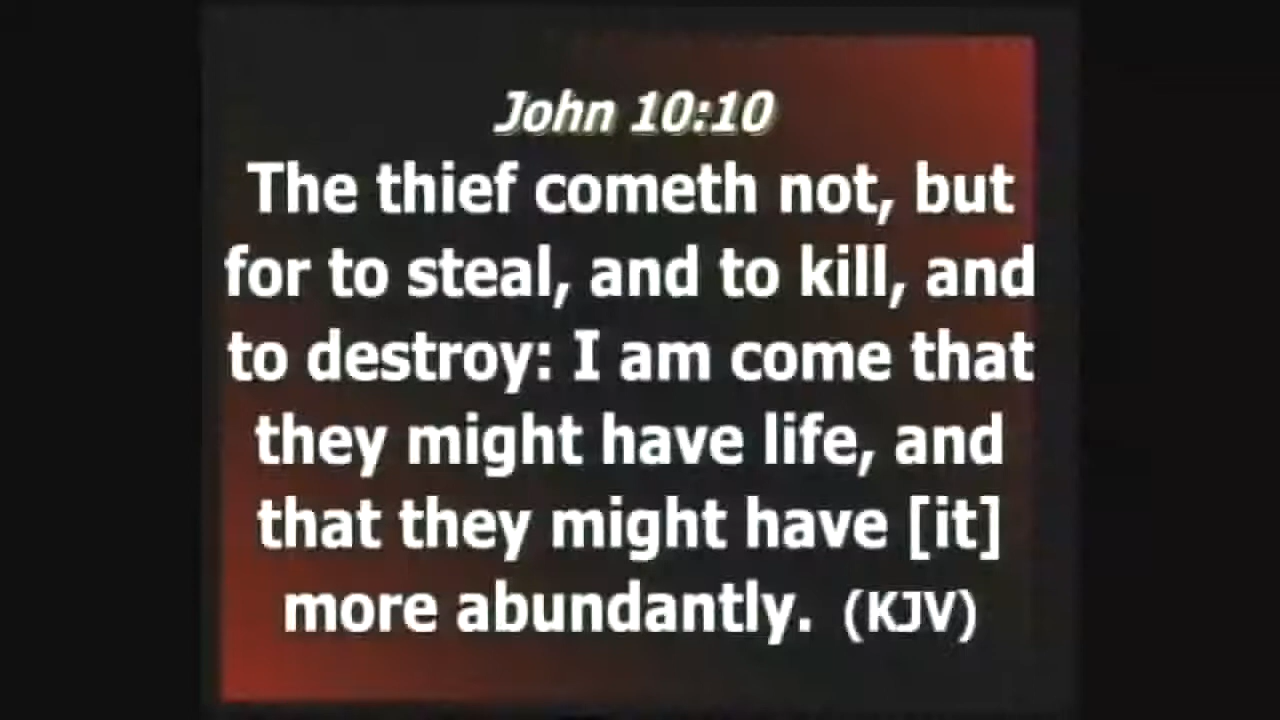 John 10:10
The thief cometh not, but
for to steal, and to kill, and
to destroy: I am come that
they might have life, and
that they might have [it]
more abundantly. (KJV)